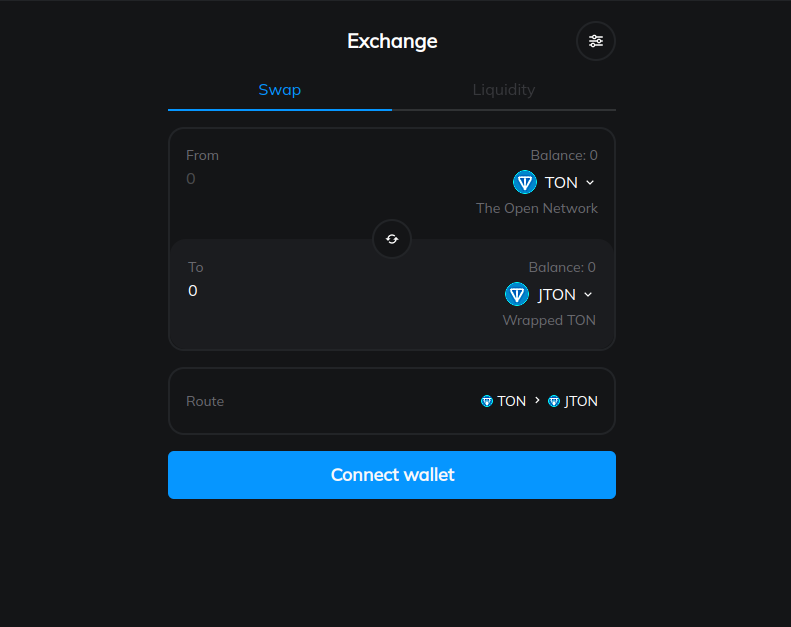 Exchange
Swap
Liquidity
From
Balance: 0
0
TON
The Open Network
To
Balance: 0
0
JTON
Wrapped TON
Route
TON
JTON
Connect wallet